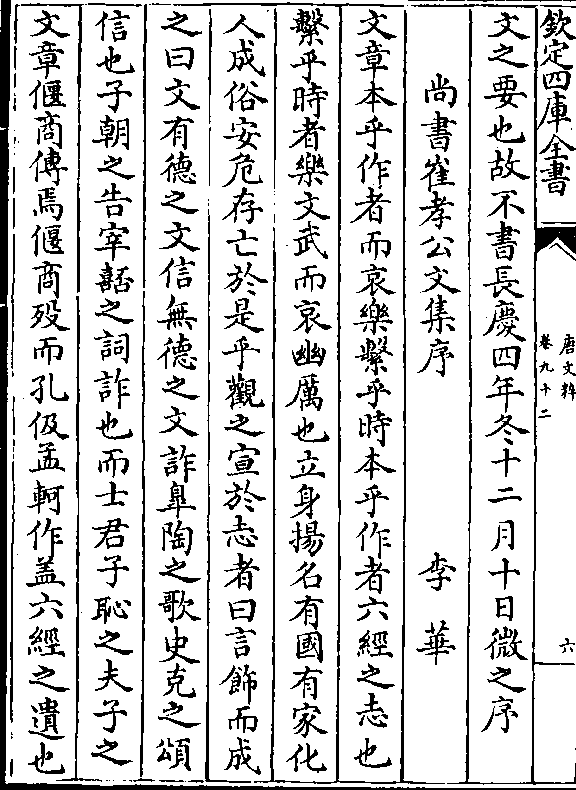 欽定四庫全書
唐文粹
卷九十二
六
文之要也故不書長慶四年冬十二月十日微之序
尚書崔孝公文集序 李華
文章本乎作者而哀樂繫乎時本乎作者六經之志也
繫乎時者樂文武而哀幽厲也立身揚名有國有家化
人成俗安危存亡於是乎觀之宣於志者曰言飾而成
之曰文有德之文信無德之文詐臯陶之歌史克之頌
信也子朝之告宰嚭之詞詐也而士君子恥之夫子之
文章偃商傳焉偃商歿而孔伋孟軻作盖六經之遺也